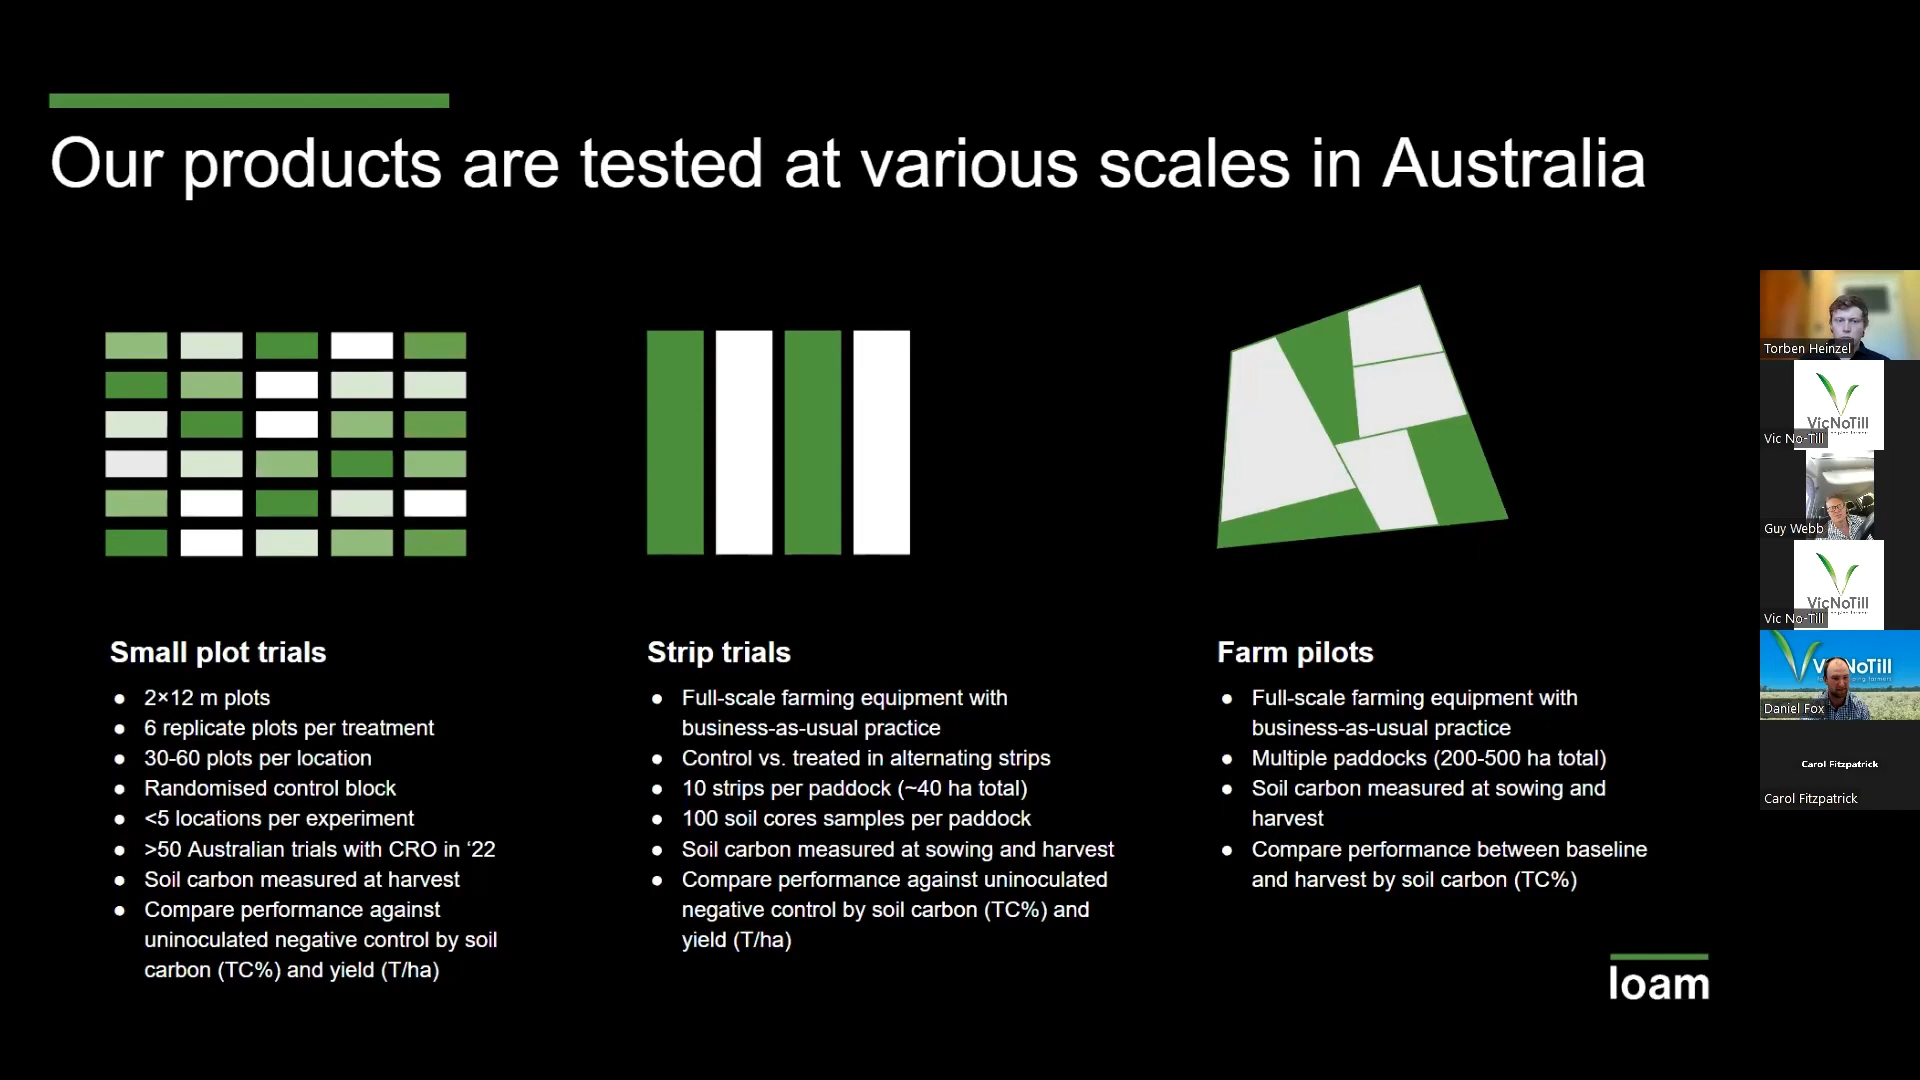 Our products are tested at various scales in Australia
Small plot trials
● 2×12 m plots
● 6 replicate plots per treatment
● 30-60 plots per location
● Randomised control block
● <5 locations per experiment
● >50 Australian trials with CRO in ‘22
● Soil carbon measured at harvest
● Compare performance against
uninoculated negative control by soil
carbon (TC%) and yield (T/ha)
Strip trials
● Full-scale farming equipment with
business-as-usual practice
● Control vs. treated in alternating strips
● 10 strips per paddock (~40 ha total)
● 100 soil cores samples per paddock
● Soil carbon measured at sowing and harvest
● Compare performance against uninoculated
negative control by soil carbon (TC%) and
yield (T/ha)
Farm pilots
● Full-scale farming equipment with
business-as-usual practice
● Multiple paddocks (200-500 ha total)
● Soil carbon measured at sowing and
harvest
● Compare performance between baseline
and harvest by soil carbon (TC%)
loam
Torben Heinzel
VicNoTill
Vic No-Till
Guy Webb
VicNoTill
Vic No-Till
VicNoTill
Daniel Fox
Carol Fitzpatrick
Carol Fitzpatrick